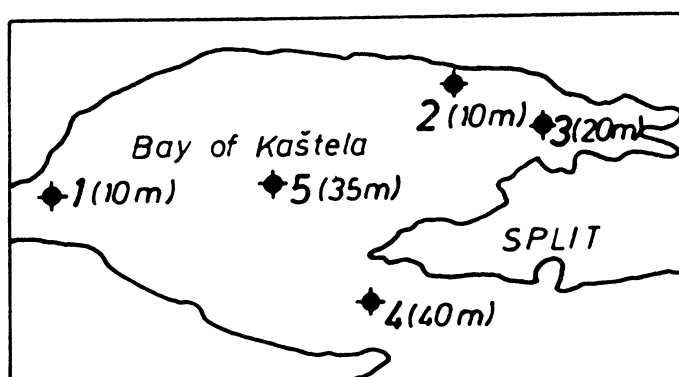 2 (10m)
3 (20m)
Bay of Kaštela
1 (10m)
5 (35m)
SPLIT
4 (40m)